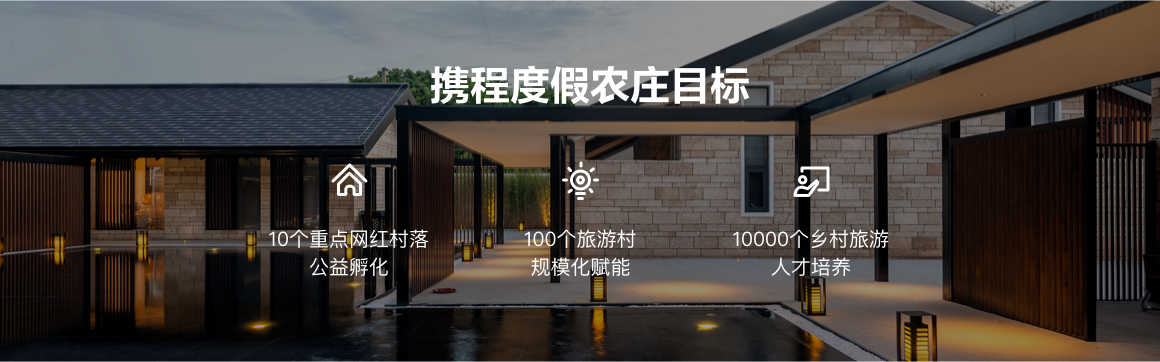 携程度假农庄目标
10个重点网红村落
公益孵化
100个旅游村
规模化赋能
10000个乡村旅游
人才培养